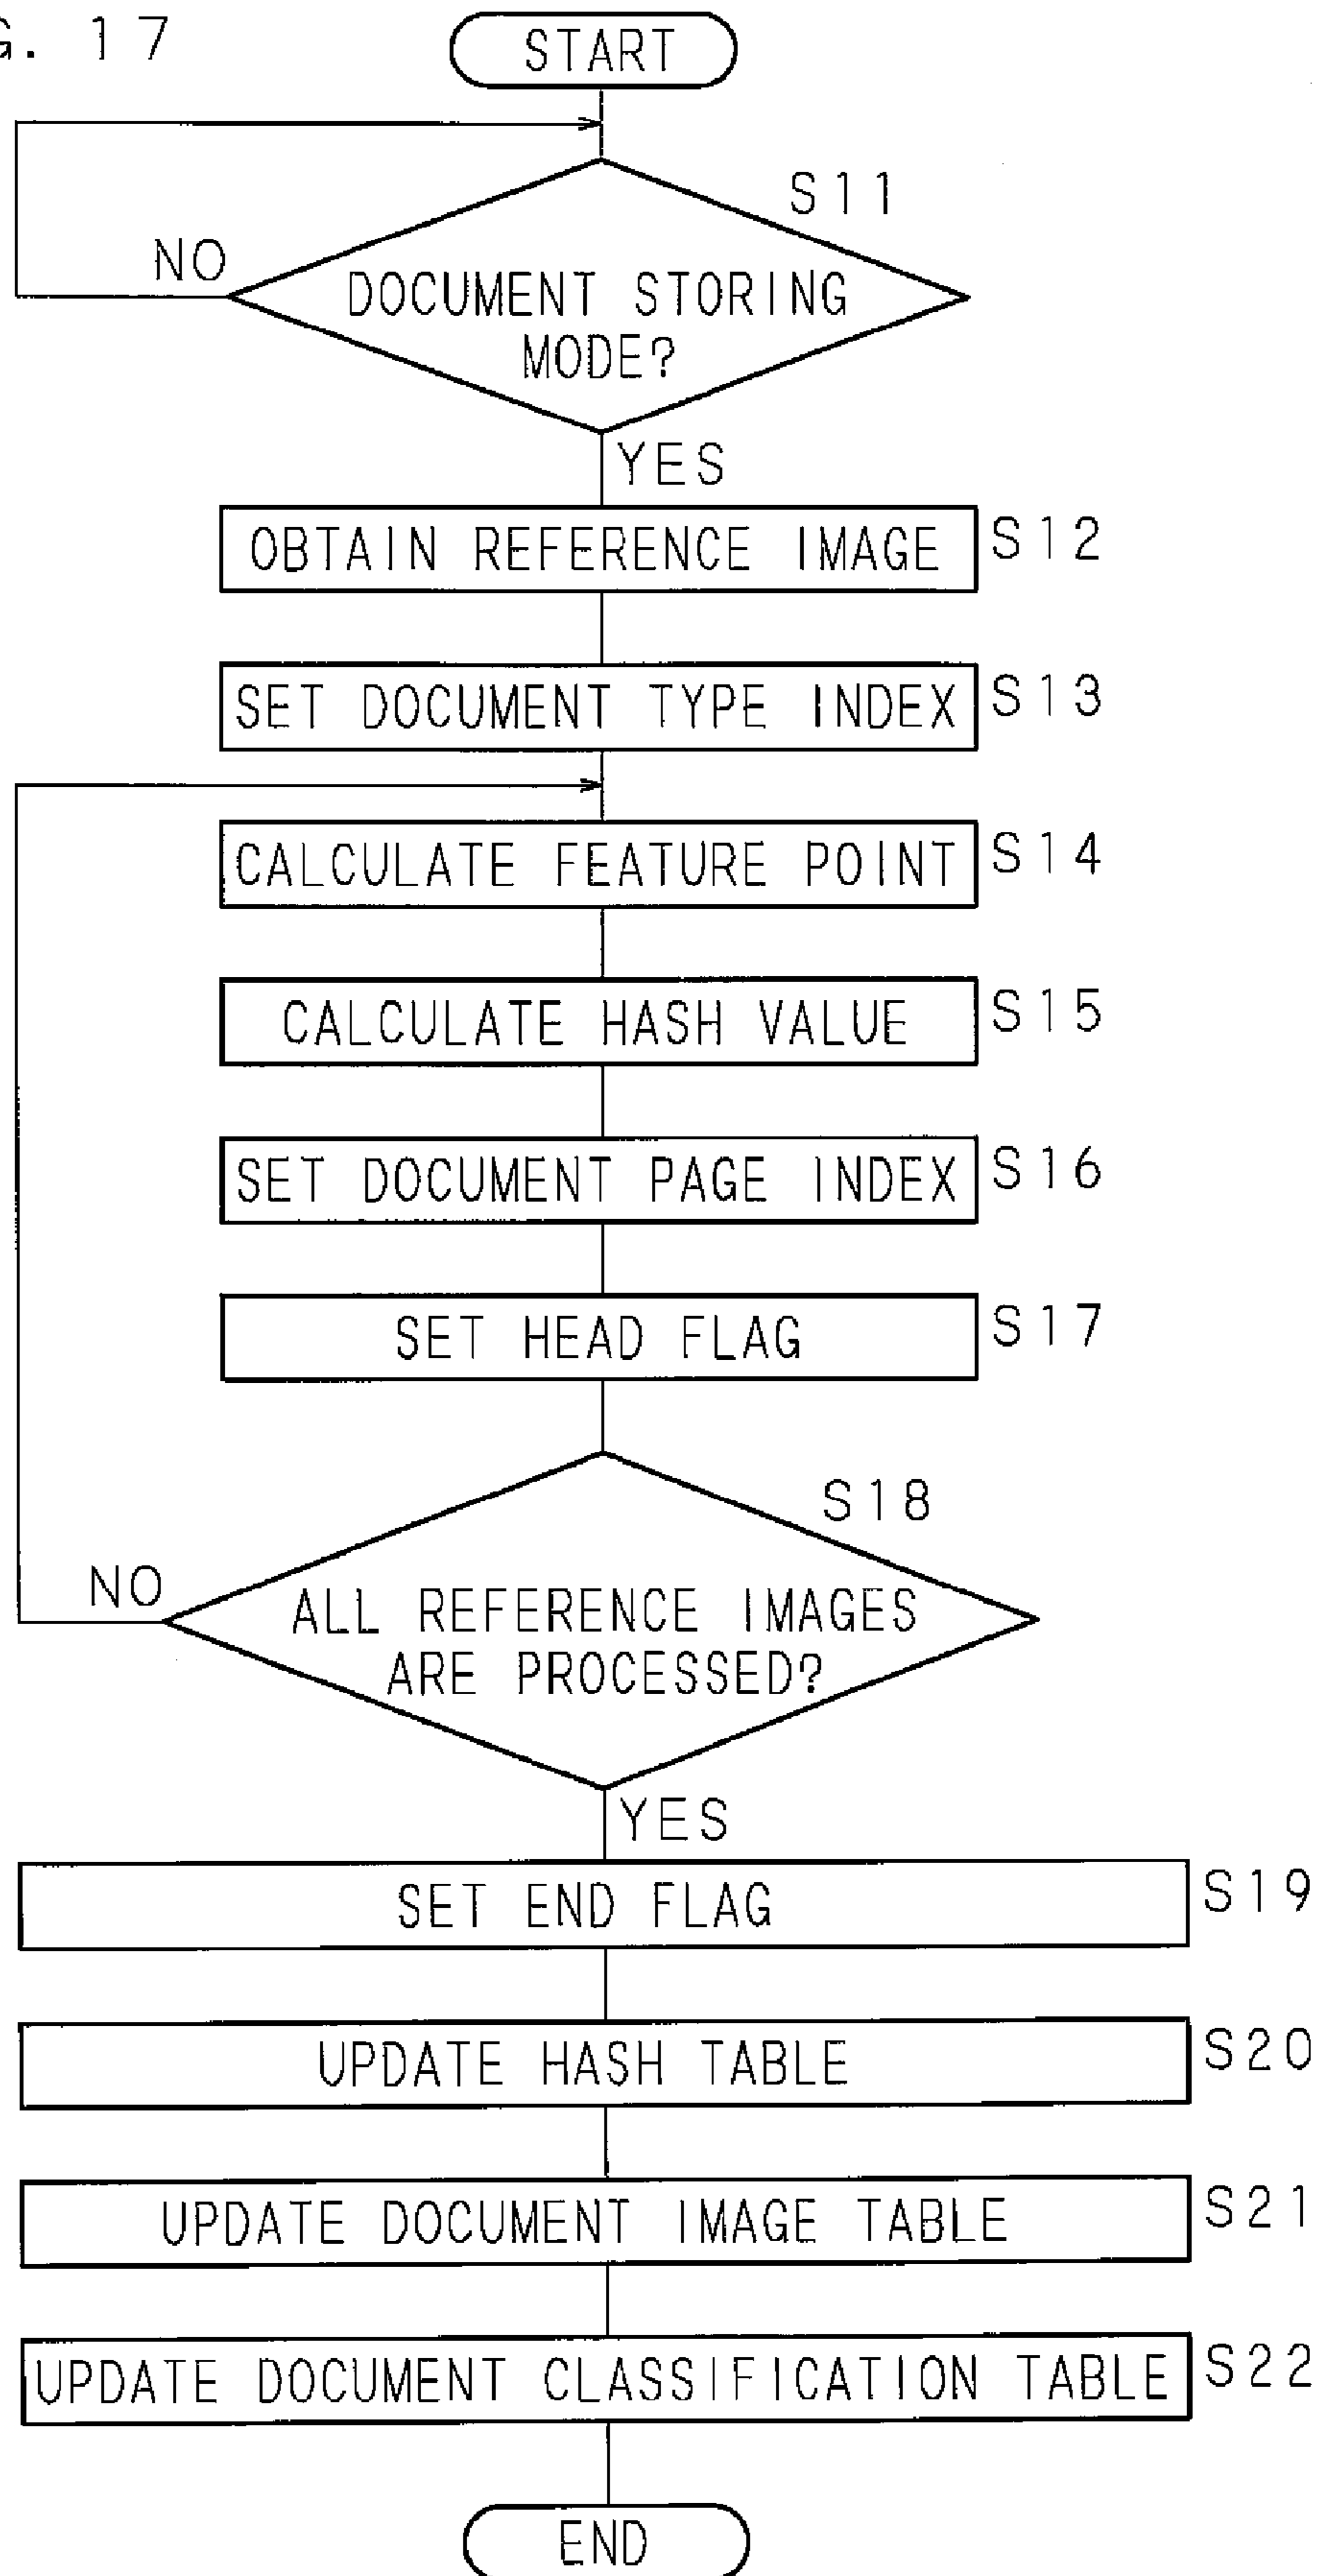 G. 17
START
S11
NO
DOCUMENT STORING
MODE?
YES
OBTAIN REFERENCE IMAGE
S12
SET DOCUMENT TYPE INDEX
S13
CALCULATE FEATURE POINT
S14
CALCULATE HASH VALUE
S15
SET DOCUMENT PAGE INDEX
S16
SET HEAD FLAG
S17
S18
NO
ALL REFERENCE IMAGES
ARE PROCESSED?
YES
SET END FLAG
S19
UPDATE HASH TABLE
S20
UPDATE DOCUMENT IMAGE TABLE
S21
UPDATE DOCUMENT CLASSIFICATION TABLE
S22
END